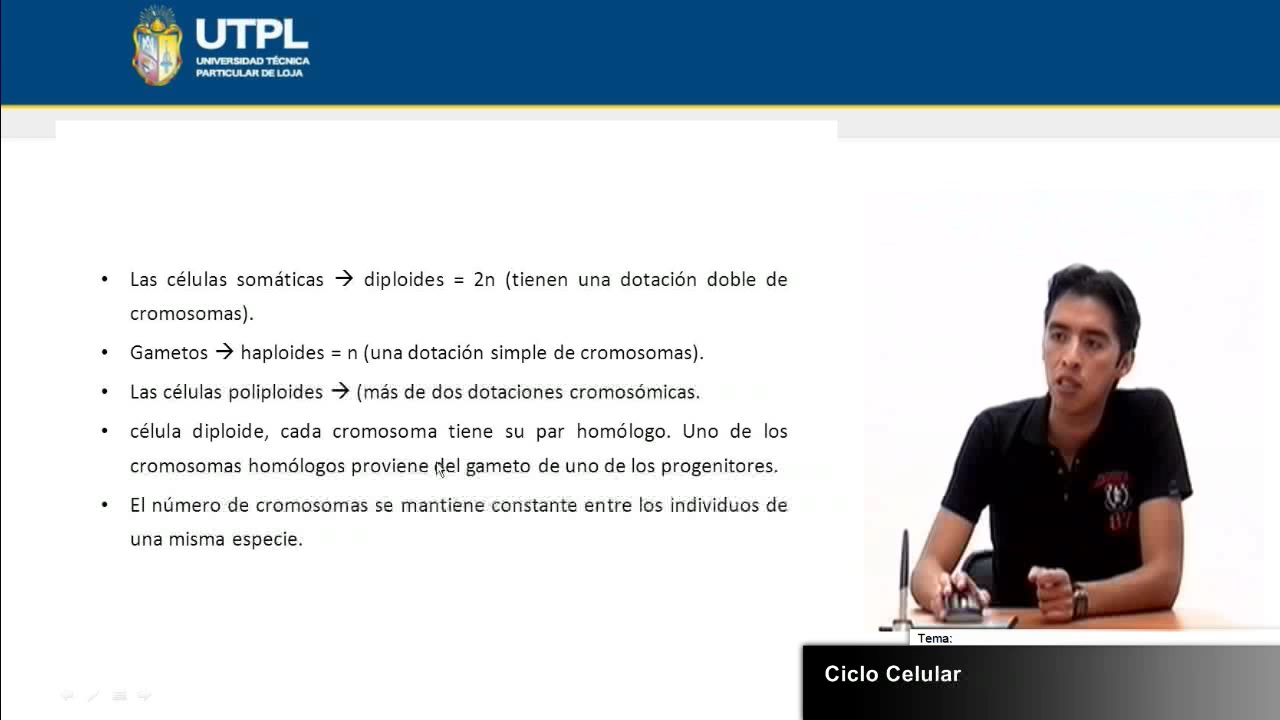 UTPL
UNIVERSIDAD TÉCNICA
PARTICULAR DE LOJA
• Las células somáticas → diploides = 2n (tienen una dotación doble de
cromosomas).
• Gametos → haploides = n (una dotación simple de cromosomas).
• Las células poliploides → (más de dos dotaciones cromosómicas.
• célula diploide, cada cromosoma tiene su par homólogo. Uno de los
cromosomas homólogos proviene del gameto de uno de los progenitores.
• El número de cromosomas se mantiene constante entre los individuos de
una misma especie.
Tema:
Ciclo Celular